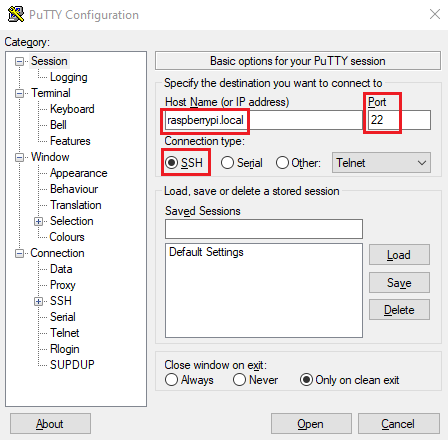 PuTTY Configuration
Category:
Session
Logging
Terminal
Keyboard
Bell
Features
Window
Appearance
Behaviour
Translation
Selection
Colours
Connection
Data
Proxy
SSH
Serial
Telnet
Rlogin
SUPDUP
Basic options for your PuTTY session
Specify the destination you want to connect to
Host Name (or IP address) Port
raspberrypi.local 22
Connection type:
SSH Serial Other: Telnet
Load, save or delete a stored session
Saved Sessions
Default Settings
Load
Save
Delete
Close window on exit:
Always Never Only on clean exit
About Open Cancel